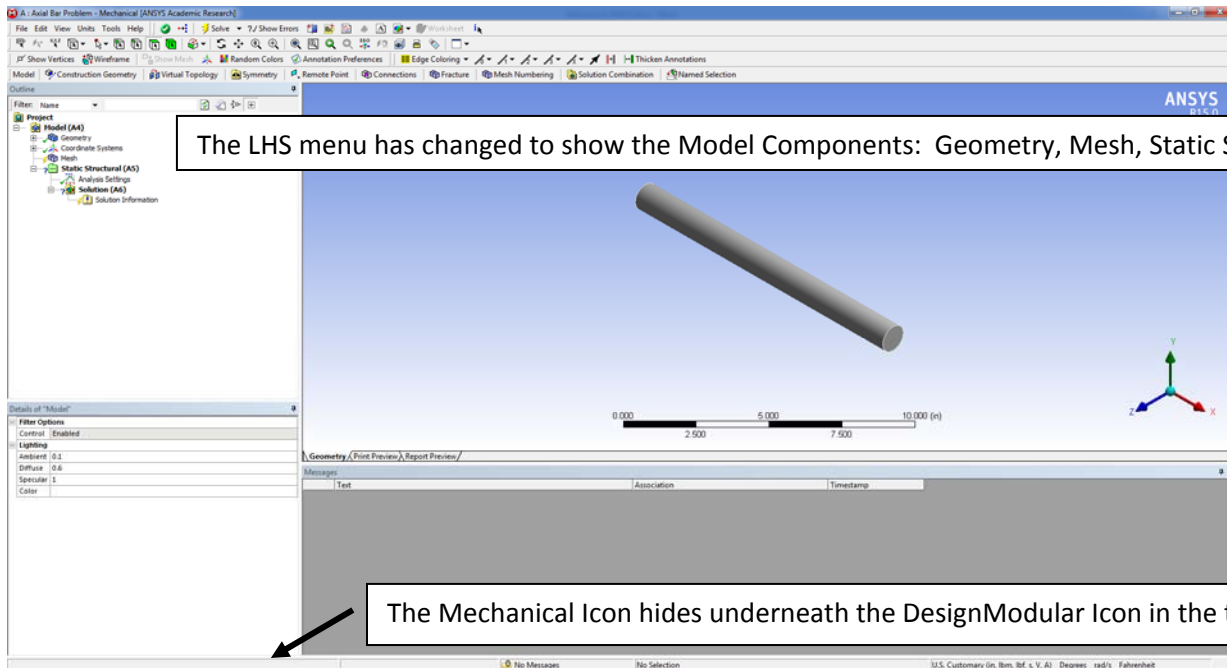 A : Axial Bar Problem - Mechanical [ANSYS Academic Research]
File Edit View Units Tools Help Solve ?/ Show Errors Worksheet
Show Vertices Wireframe Show Mesh Random Colors Annotation Preferences Edge Coloring Thicken Annotations
Model Construction Geometry Virtual Topology Symmetry Remote Point Connections Fracture Mesh Numbering Solution Combination Named Selection
Outline
Filter: Name
Project
Model (A4)
Geometry
Coordinate Systems
Mesh
Static Structural (A5)
Analysis Settings
Solution (A6)
Solution Information
ANSYS
R15.0
The LHS menu has changed to show the Model Components: Geometry, Mesh, Static S
Y
Z X
0.000 5.000 10.000 (in)
2.500 7.500
Details of "Model"
Filter Options
Control Enabled
Lighting
Ambient 0.1
Diffuse 0.6
Specular 1
Color
Geometry Print Preview Report Preview
Messages
Text Association Timestamp
The Mechanical Icon hides underneath the DesignModular Icon in the t
No Messages No Selection U.S. Customary (in, lbm, lbf, s, V, A) Degrees rad/s Fahrenheit